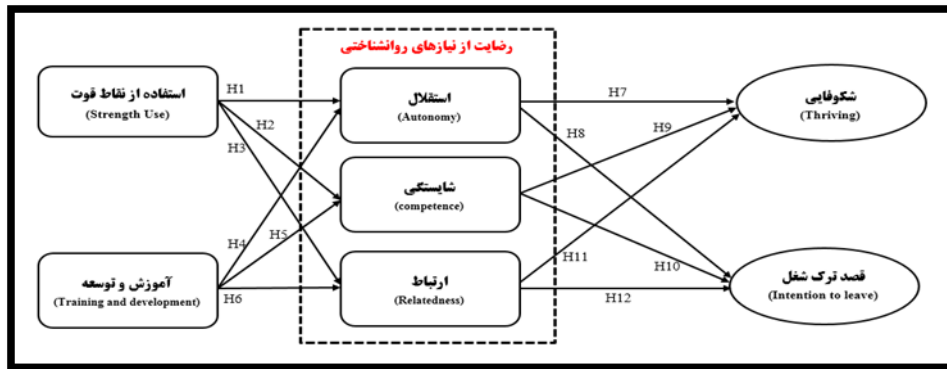 رضایت از نیازهای روانشناختی
استفاده از نقاط قوت
(Strength Use)
H1
H2
H3
استقلال
(Autonomy)
H7
H8
H9
شکوفایی
(Thriving)
شایستگی
(competence)
H4
H5
H6
آموزش و توسعه
(Training and development)
ارتباط
(Relatedness)
H11
H10
H12
قصد ترک شغل
(Intention to leave)